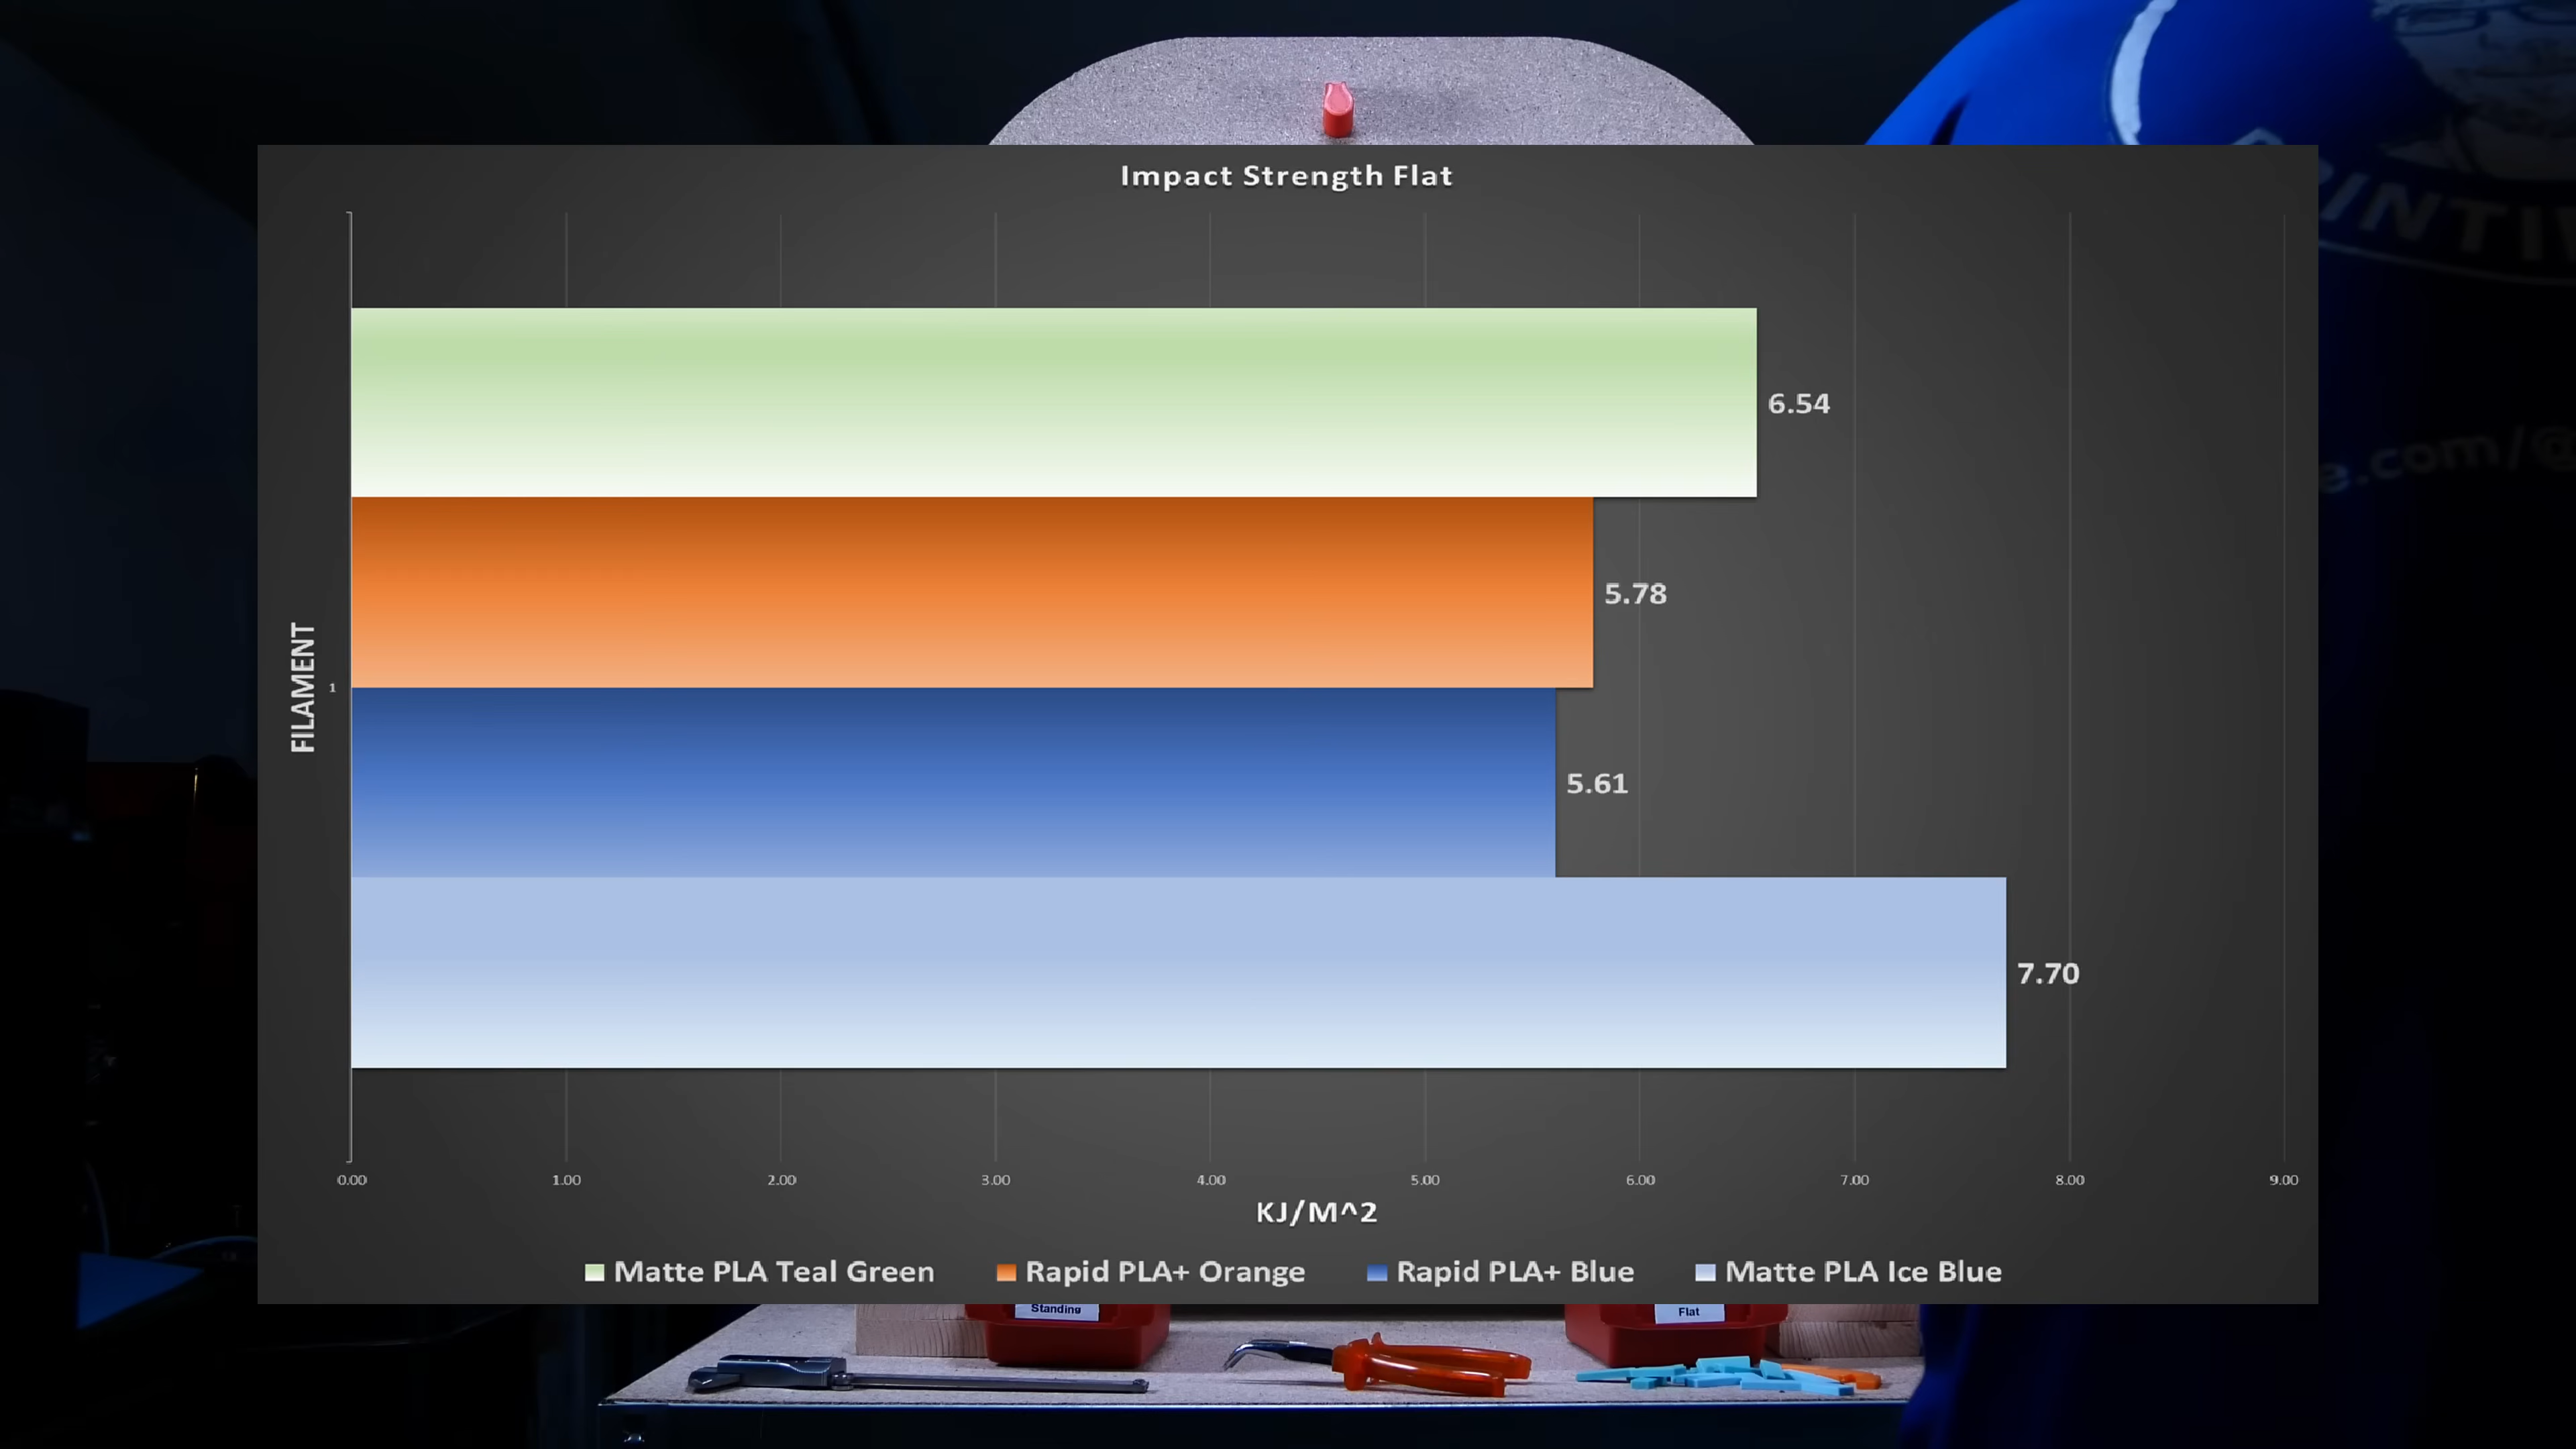 Impact Strength Flat
6.54
5.78
5.61
7.70
FILAMENT
1
0.00 1.00 2.00 3.00 4.00 5.00 6.00 7.00 8.00 9.00
KJ/M^2
Matte PLA Teal Green Rapid PLA+ Orange Rapid PLA+ Blue Matte PLA Ice Blue
Standing
Flat
.com/@